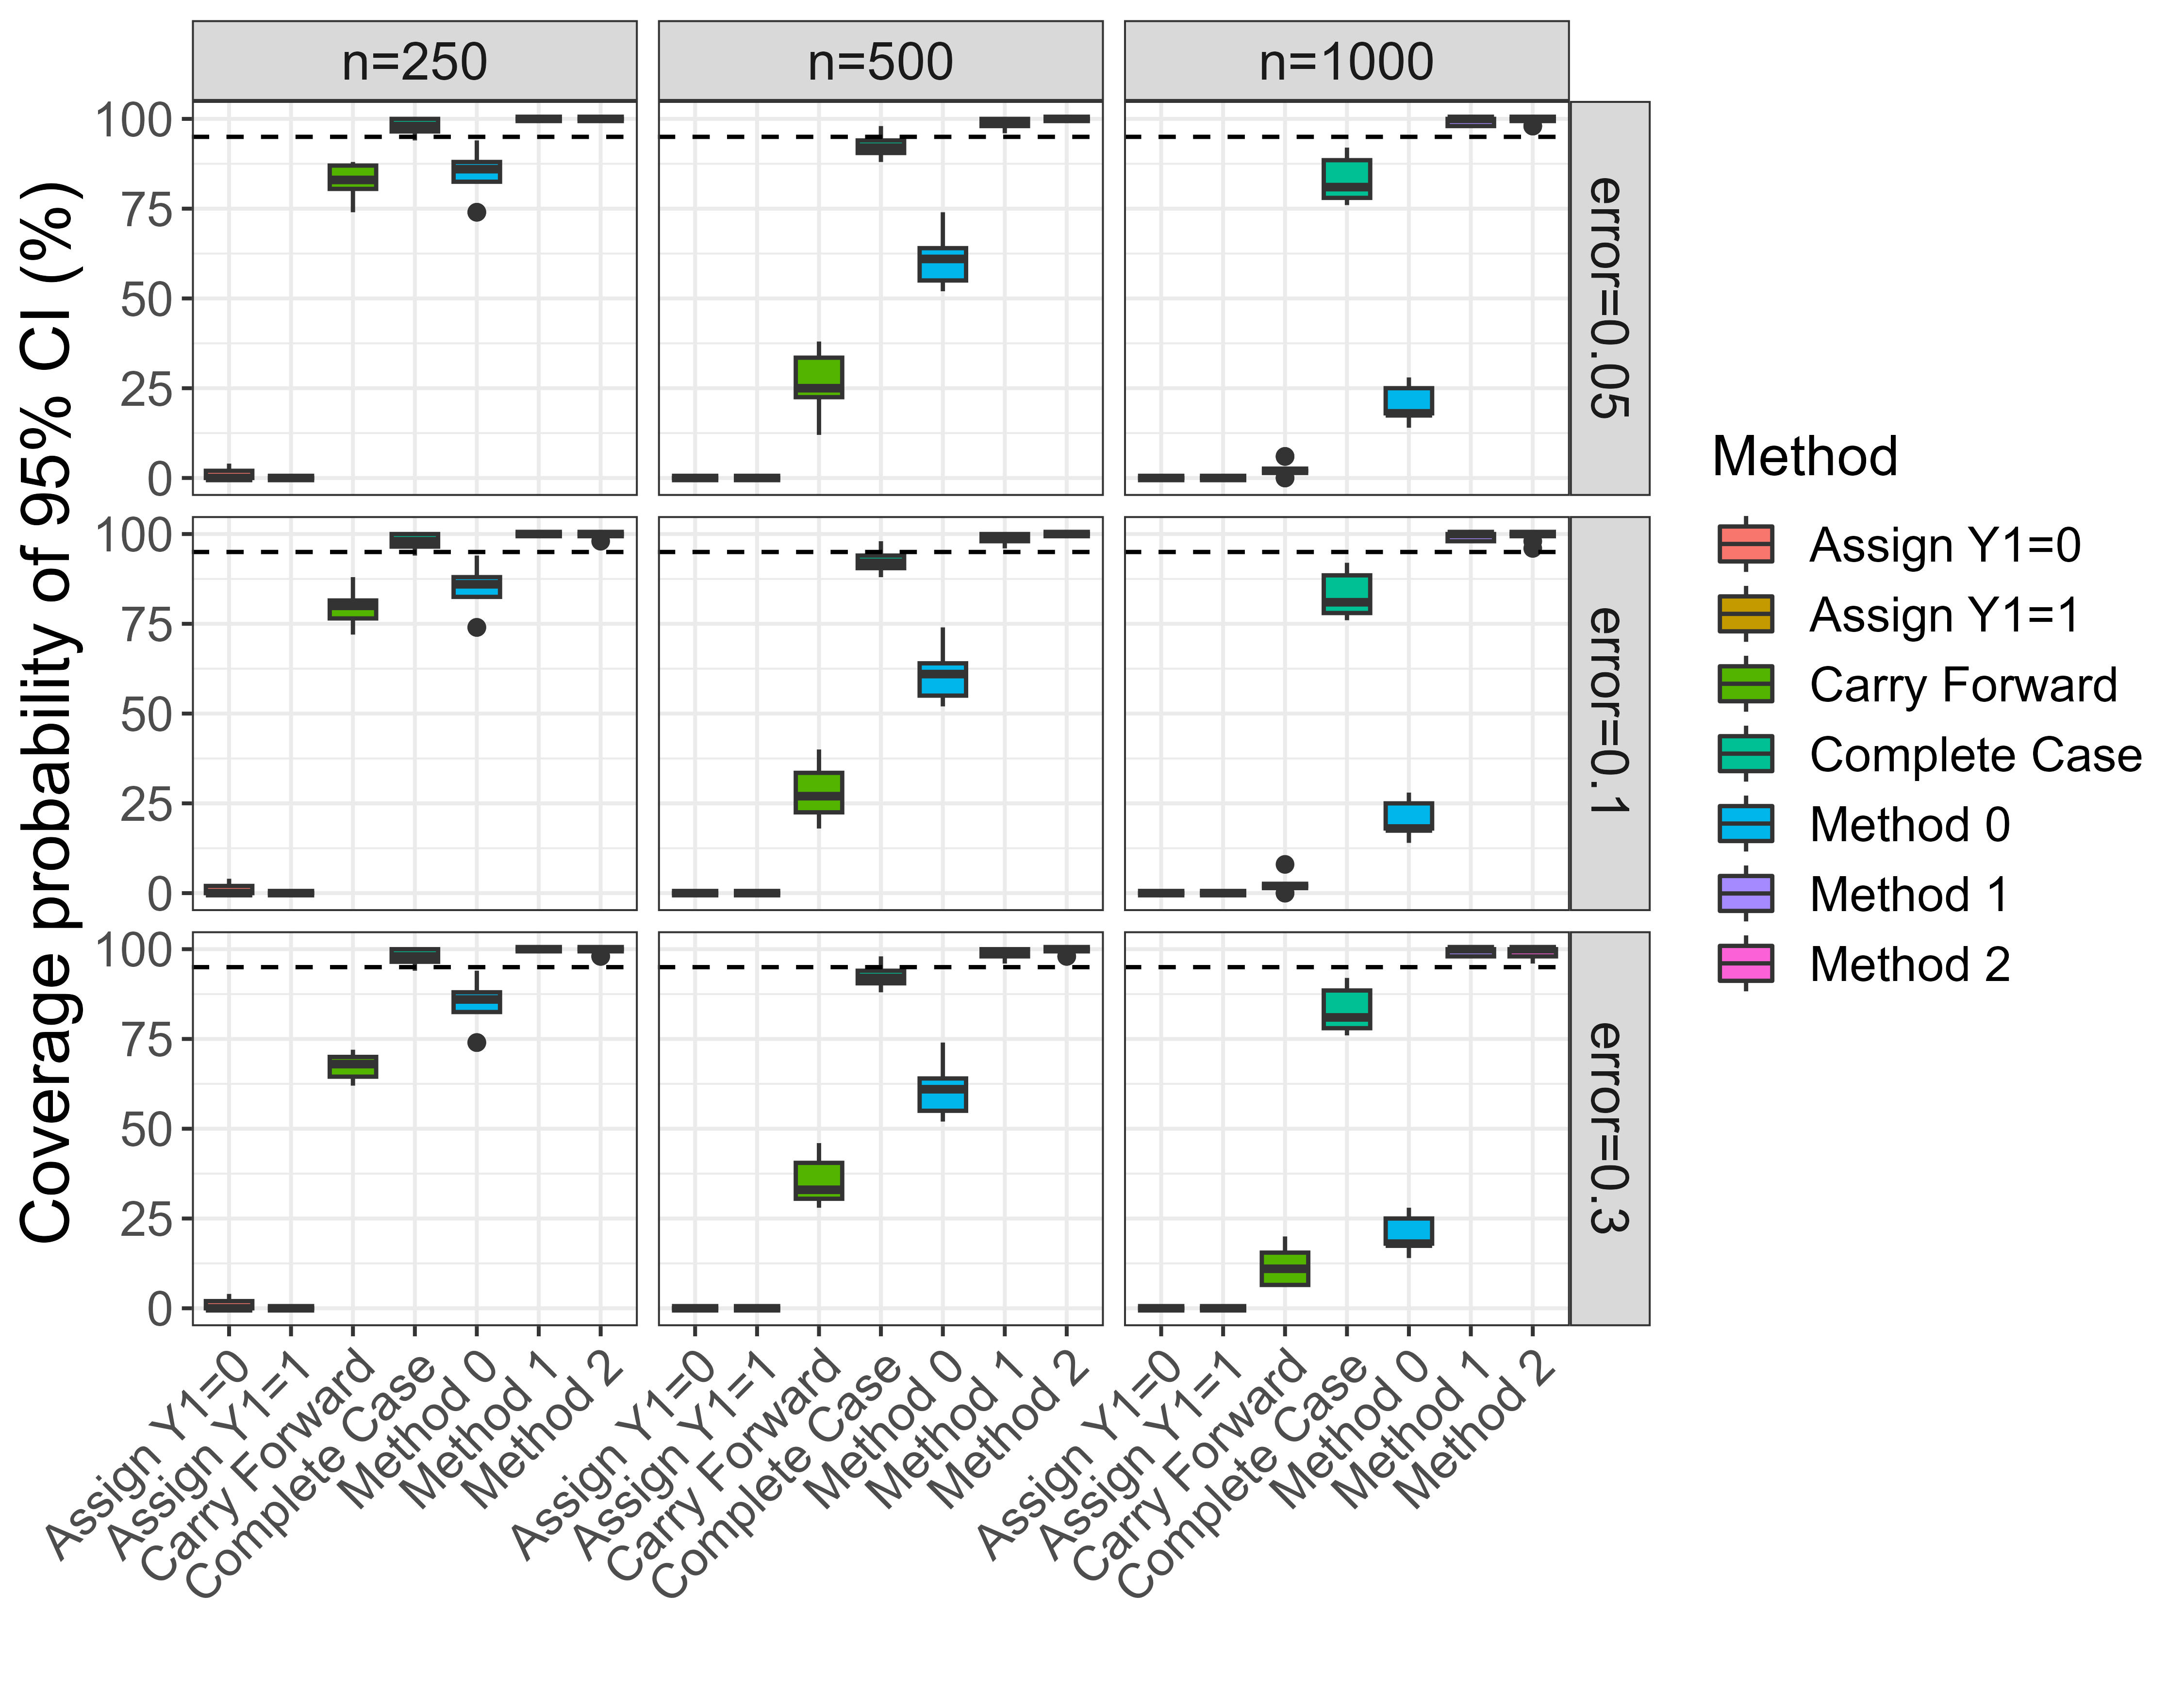 n=250
n=500
n=1000
Coverage probability of 95% CI (%)
100
75
50
25
0
error=0.05
100
75
50
25
0
error=0.1
100
75
50
25
0
error=0.3
Assign Y1=0
Assign Y1=1
Carry Forward
Complete Case
Method 0
Method 1
Method 2
Assign Y1=0
Assign Y1=1
Carry Forward
Complete Case
Method 0
Method 1
Method 2
Assign Y1=0
Assign Y1=1
Carry Forward
Complete Case
Method 0
Method 1
Method 2
Method
Assign Y1=0
Assign Y1=1
Carry Forward
Complete Case
Method 0
Method 1
Method 2